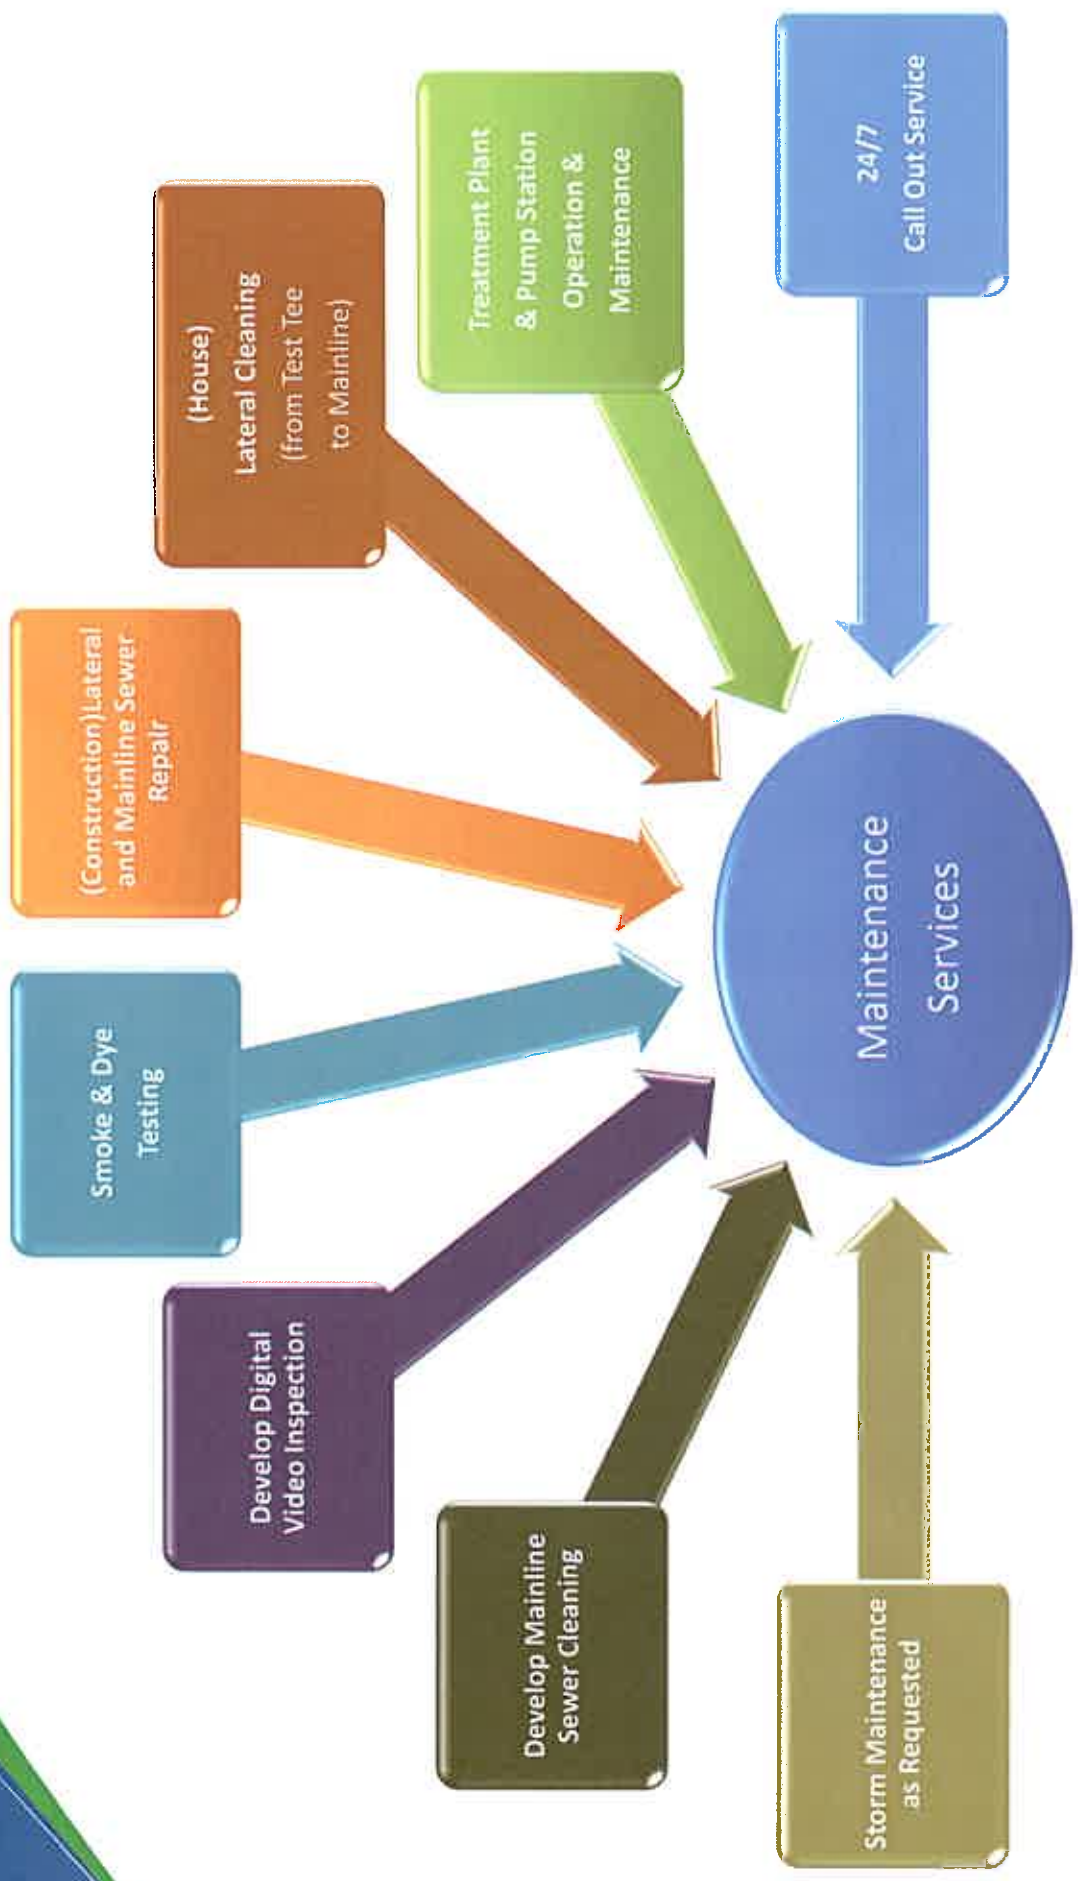 Storm Maintenance
as Requested
Develop Mainline
Sewer Cleaning
Develop Digital
Video Inspection
Smoke & Dye
Testing
(Construction)Lateral
and Mainline Sewer
Repair
(House)
Lateral Cleaning
(from Test Tee
to Mainline)
Treatment Plant
& Pump Station
Operation &
Maintenance
24/7
Call Out Service
Maintenance
Services